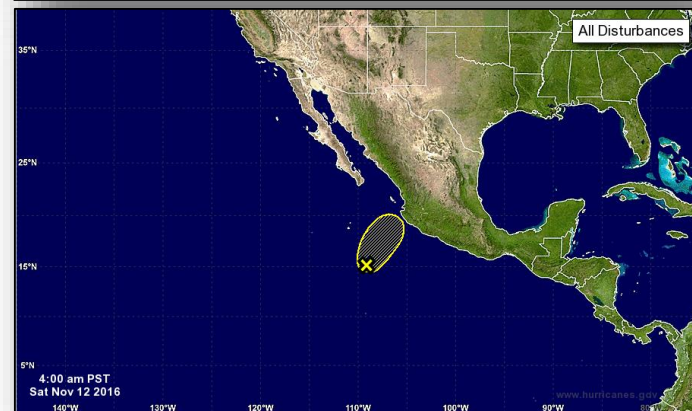 All Disturbances
35°N
25°N
15°N
5°N
4:00 am PST
Sat Nov 12 2016
www.hurricanes.gov
140°W
130°W
120°W
110°W
100°W
90°W
80°W